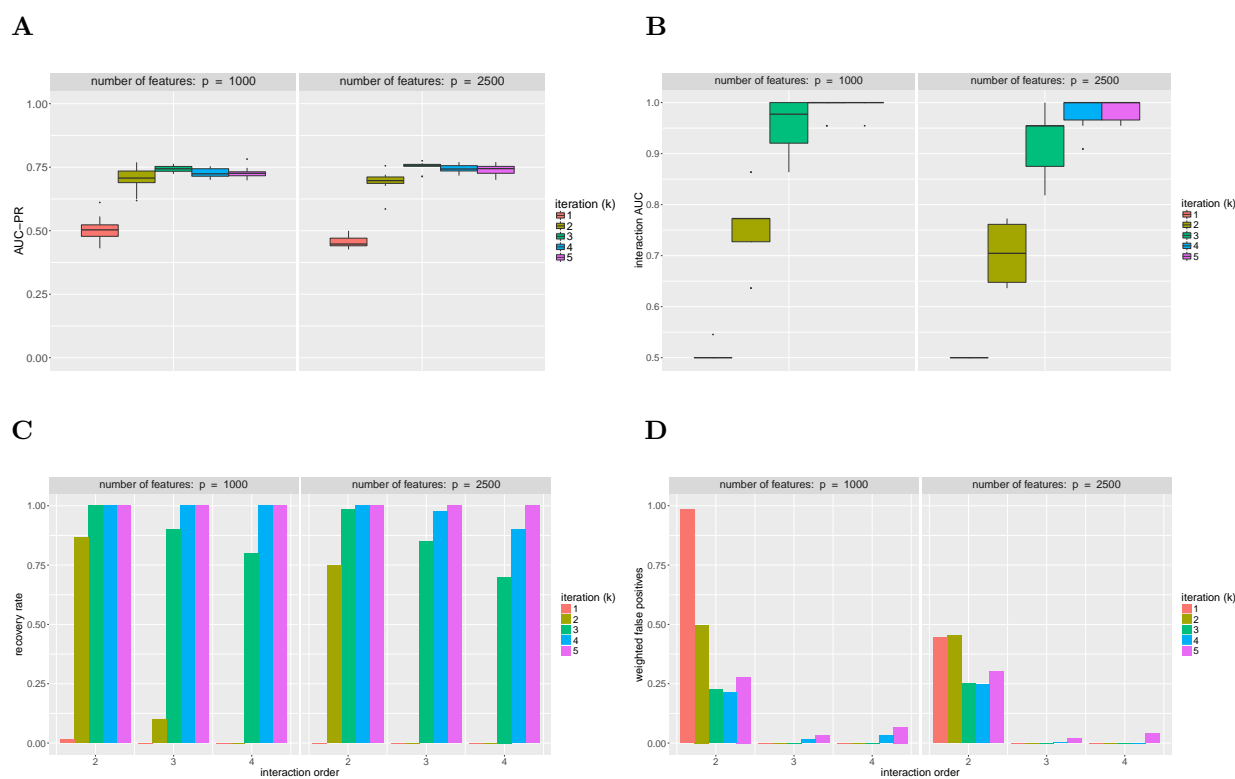 A
number of features: p = 1000
number of features: p = 2500
1.00
0.75
0.50
0.25
0.00
AUC−PR
iteration (k)
1
2
3
4
5
B
number of features: p = 1000
number of features: p = 2500
1.0
0.9
0.8
0.7
0.6
0.5
interaction AUC
iteration (k)
1
2
3
4
5
C
number of features: p = 1000
number of features: p = 2500
1.00
0.75
0.50
0.25
0.00
recovery rate
2 3 4 2 3 4
interaction order
iteration (k)
1
2
3
4
5
D
number of features: p = 1000
number of features: p = 2500
1.00
0.75
0.50
0.25
0.00
weighted false positives
2 3 4 2 3 4
interaction order
iteration (k)
1
2
3
4
5